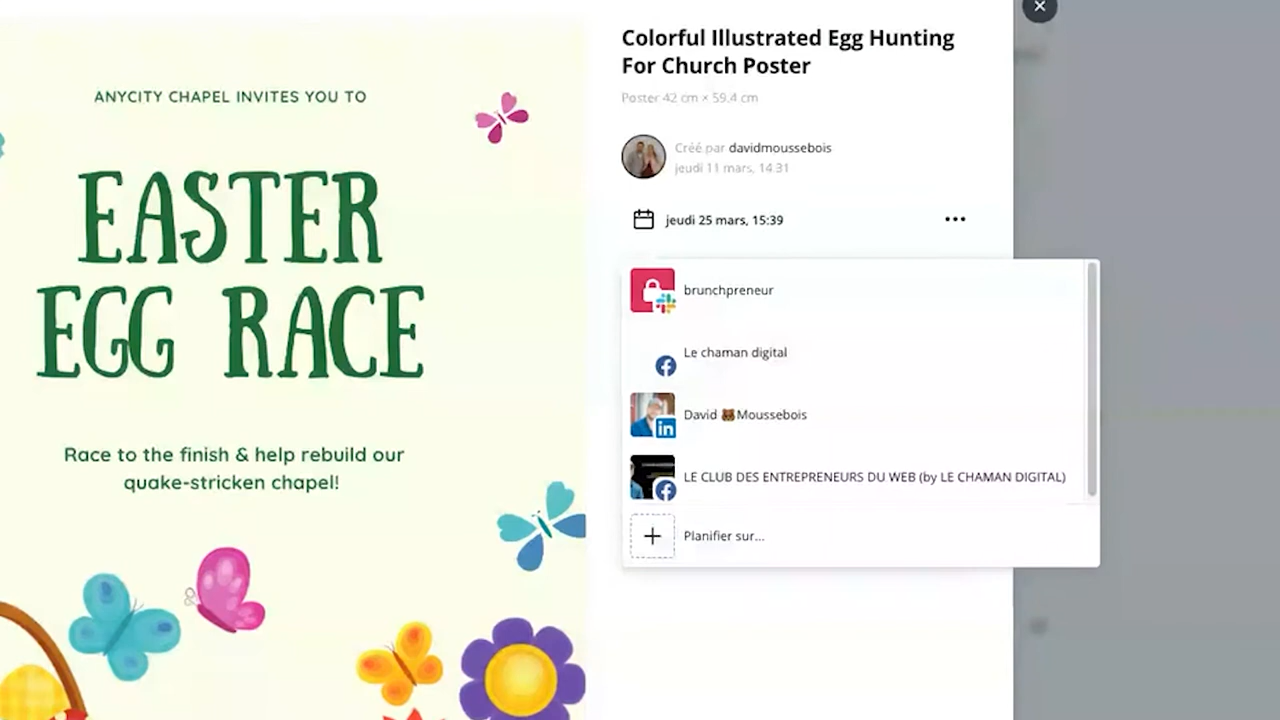 ANYCITY CHAPEL INVITES YOU TO
EASTER
EGG RACE
Race to the finish & help rebuild our
quake-stricken chapel!
Colorful Illustrated Egg Hunting
For Church Poster
Poster 42 cm × 59.4 cm
Créé par davidmoussebois
jeudi 11 mars, 14:31
jeudi 25 mars, 15:39
brunchpreneur
Le chaman digital
David 🐻Moussebois
LE CLUB DES ENTREPRENEURS DU WEB (by LE CHAMAN DIGITAL)
Planifier sur...